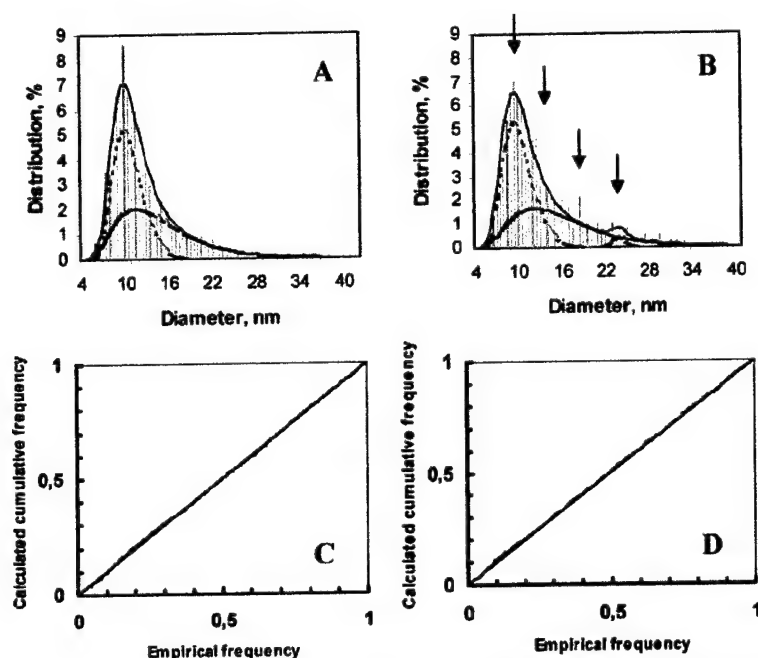 9
8
7
6
5
4
3
2
1
0
Distribution, %
A
4 10 16 22 28 34 40
Diameter, nm
9
8
7
6
5
4
3
2
1
0
Distribution, %
B
4 10 16 22 28 34 40
Diameter, nm
1
0,5
0
Calculated cumulative frequency
C
0 0,5 1
Empirical frequency
1
0,5
0
Calculated cumulative frequency
D
0 0,5 1
Empirical frequency